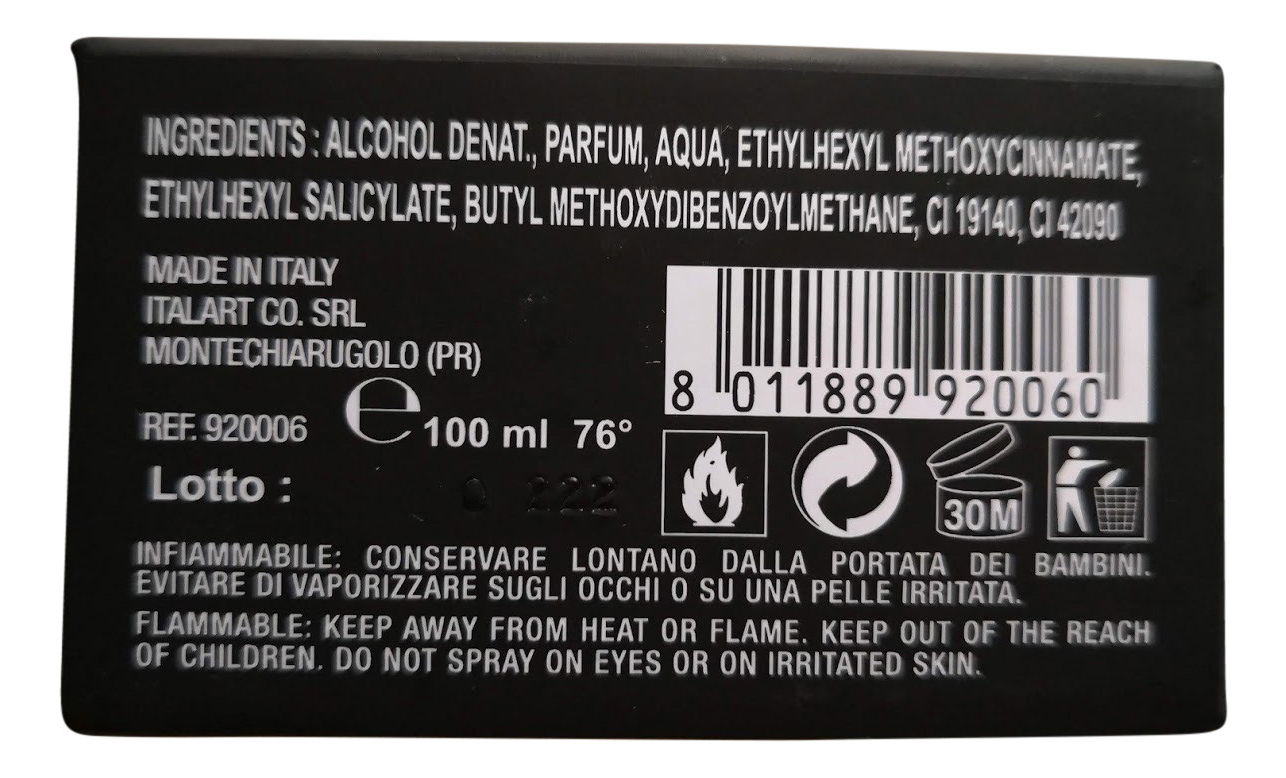 INGREDIENTS : ALCOHOL DENAT., PARFUM, AQUA, ETHYLHEXYL METHOXYCINNAMATE,
ETHYLHEXYL SALICYLATE, BUTYL METHOXYDIBENZOYLMETHANE, CI 19140, CI 42090
MADE IN ITALY
ITALART CO. SRL
MONTECHIARUGOLO (PR)
8 011889 920060
REF. 920006 e 100 ml 76°
Lotto : 222
30M
INFIAMMABILE: CONSERVARE LONTANO DALLA PORTATA DEI BAMBINI.
EVITARE DI VAPORIZZARE SUGLI OCCHI O SU UNA PELLE IRRITATA.
FLAMMABLE: KEEP AWAY FROM HEAT OR FLAME. KEEP OUT OF THE REACH
OF CHILDREN. DO NOT SPRAY ON EYES OR ON IRRITATED SKIN.